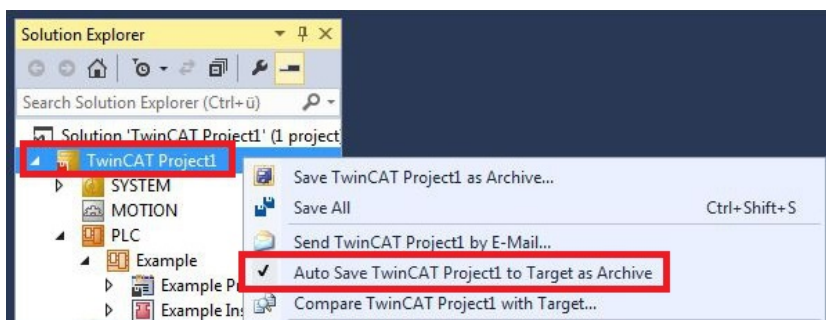 Solution Explorer
Search Solution Explorer (Ctrl+ü)
Solution 'TwinCAT Project1' (1 project
TwinCAT Project1
SYSTEM
MOTION
PLC
Example
Example P
Example Ins
Save TwinCAT Project1 as Archive...
Save All Ctrl+Shift+S
Send TwinCAT Project1 by E-Mail...
Auto Save TwinCAT Project1 to Target as Archive
Compare TwinCAT Project1 with Target...